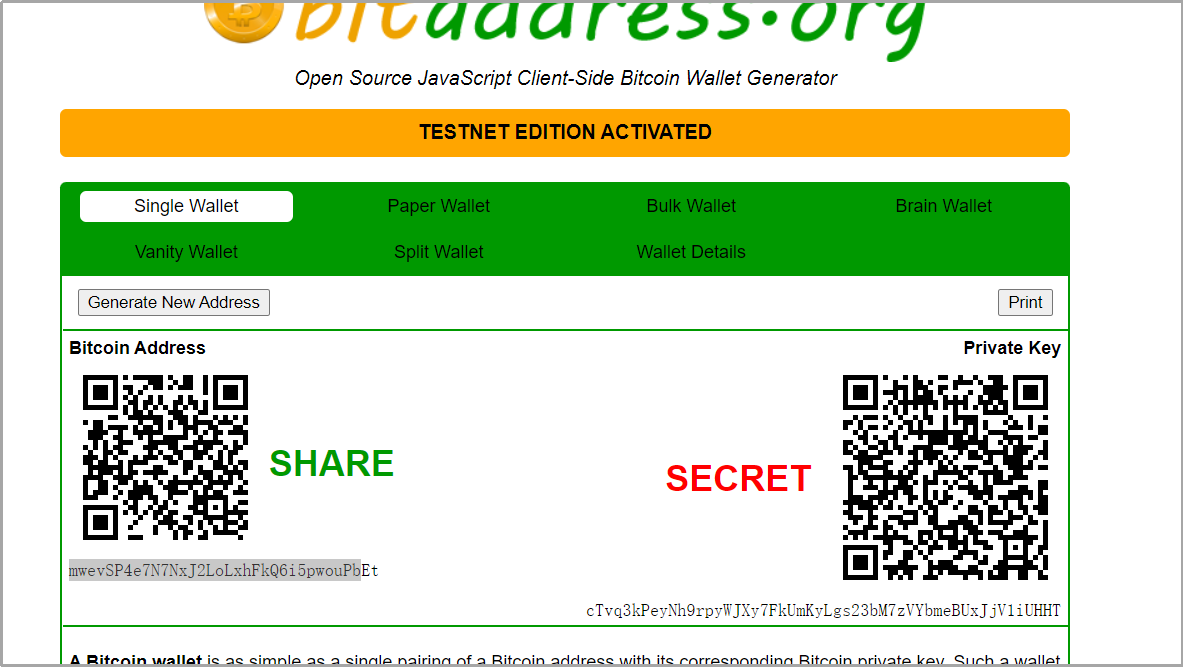 bitaddress.org
Open Source JavaScript Client-Side Bitcoin Wallet Generator
TESTNET EDITION ACTIVATED
Single Wallet Paper Wallet Bulk Wallet Brain Wallet
Vanity Wallet Split Wallet Wallet Details
Generate New Address Print
Bitcoin Address Private Key
SHARE
SECRET
mwevSP4e7N7NxJ2LoLxhFkQ6i5pwouPbEt
cTvq3kPeyNh9rpyWJXy7FkUmKyLgs23bM7zVYbmeBUxJjV1iUHHT
A Bitcoin wallet is as simple as a single pairing of a Bitcoin address with its corresponding Bitcoin private key. Such a wallet